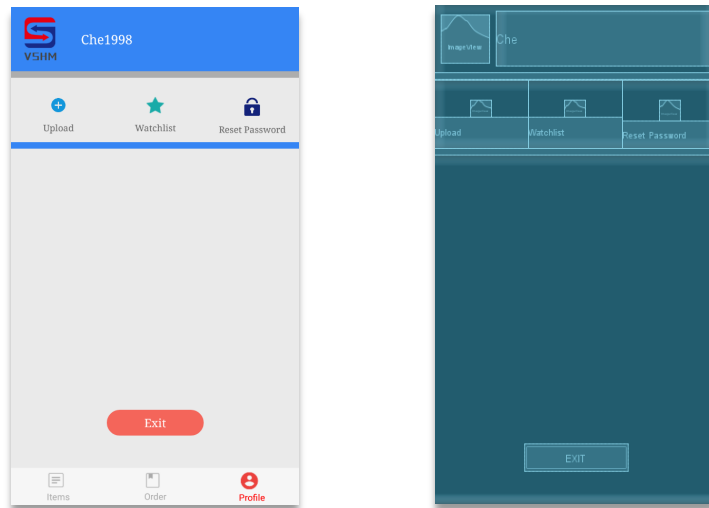 VSHM
Che1998
Upload
Watchlist
Reset Password
Exit
Items
Order
Profile
ImageView
Che
Upload
Watchlist
Reset Password
EXIT